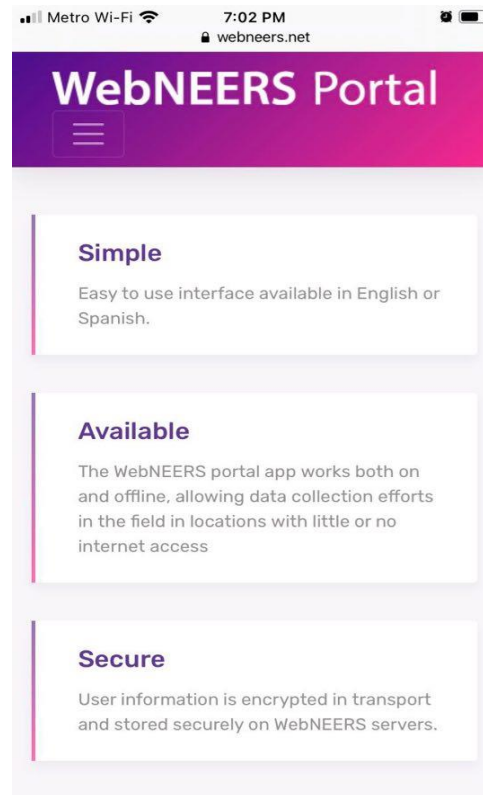 Metro Wi-Fi 7:02 PM
webneers.net
WebNEERS Portal
Simple
Easy to use interface available in English or
Spanish.
Available
The WebNEERS portal app works both on
and offline, allowing data collection efforts
in the field in locations with little or no
internet access
Secure
User information is encrypted in transport
and stored securely on WebNEERS servers.